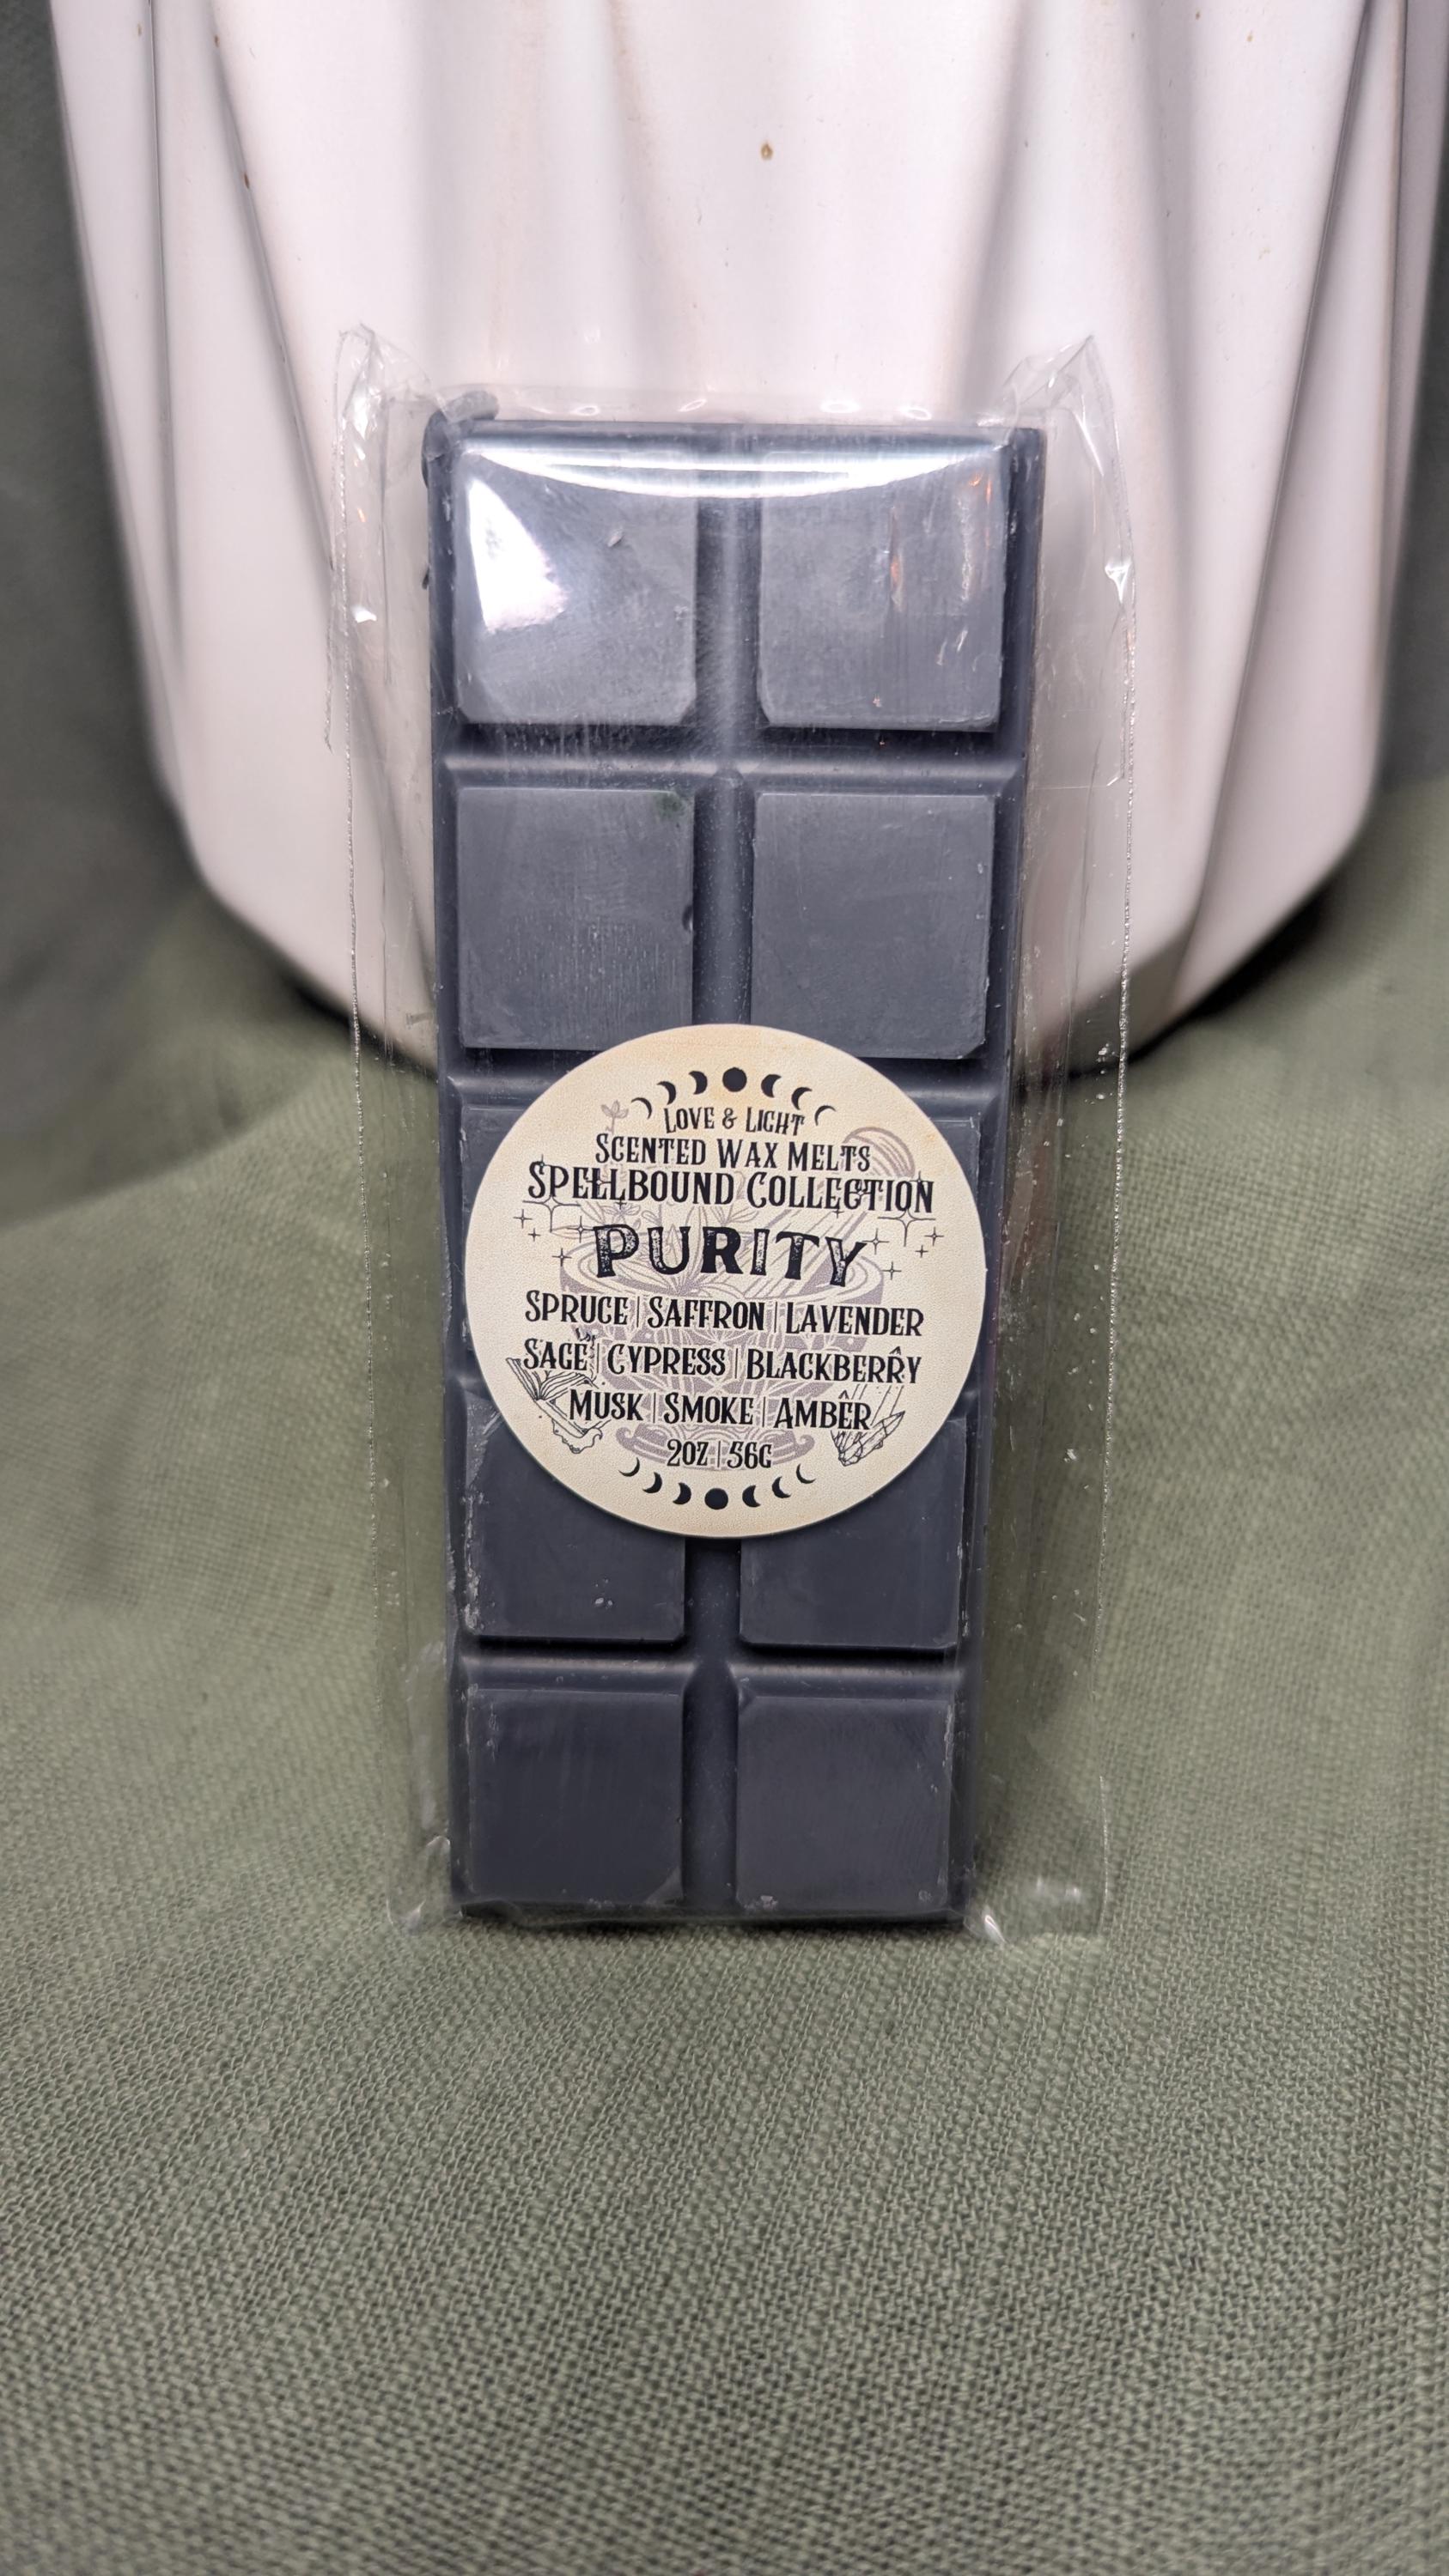 LOVE & LIGHT
SCENTED WAX MELTS
SPELLBOUND COLLECTION
PURITY
SPRUCE | SAFFRON | LAVENDER
SAGE | CYPRESS | BLACKBERRY
MUSK | SMOKE | AMBER
2OZ | 56G